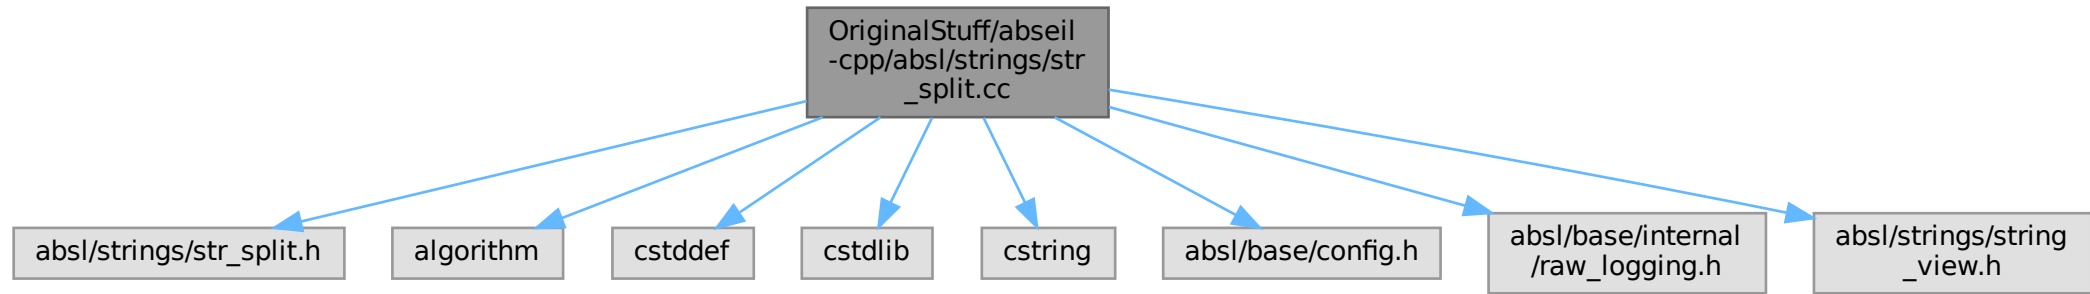 OriginalStuff/abseil
-cpp/absl/strings/str
_split.cc
absl/strings/str_split.h
algorithm
cstddef
cstdlib
cstring
absl/base/config.h
absl/base/internal
/raw_logging.h
absl/strings/string
_view.h